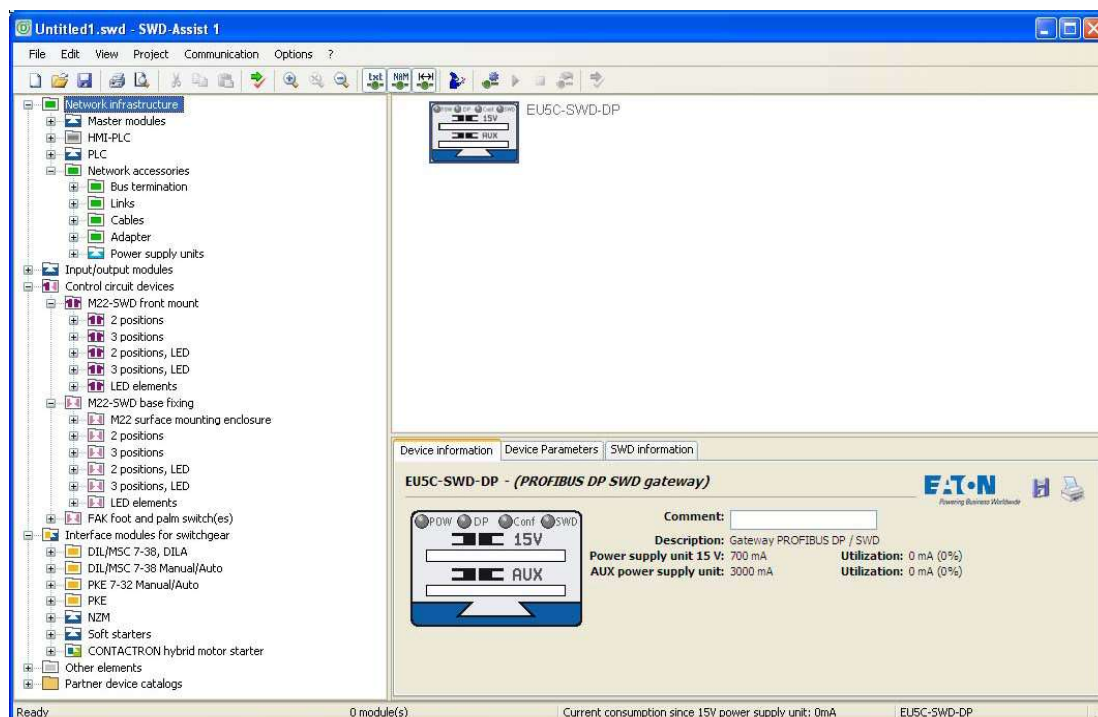 Untitled1.swd - SWD-Assist 1
File Edit View Project Communication Options ?
txt NAM
Network infrastructure
Master modules
HMI-PLC
PLC
Network accessories
Bus termination
Links
Cables
Adapter
Power supply units
Input/output modules
Control circuit devices
M22-SWD front mount
2 positions
3 positions
2 positions, LED
3 positions, LED
LED elements
M22-SWD base fixing
M22 surface mounting enclosure
2 positions
3 positions
2 positions, LED
3 positions, LED
LED elements
FAK foot and palm switch(es)
Interface modules for switchgear
DIL/MSC 7-38, DILA
DIL/MSC 7-38 Manual/Auto
PKE 7-32 Manual/Auto
PKE
NZM
Soft starters
CONTACTRON hybrid motor starter
Other elements
Partner device catalogs
POW DP Conf SWD
15V
AUX
EU5C-SWD-DP
Device information Device Parameters SWD information
EU5C-SWD-DP - (PROFIBUS DP SWD gateway)
EATON
Powering Business Worldwide
POW DP Conf SWD
15V
AUX
Comment:
Description: Gateway PROFIBUS DP / SWD
Power supply unit 15 V: 700 mA Utilization: 0 mA (0%)
AUX power supply unit: 3000 mA Utilization: 0 mA (0%)
Ready 0 module(s) Current consumption since 15V power supply unit: 0mA EU5C-SWD-DP